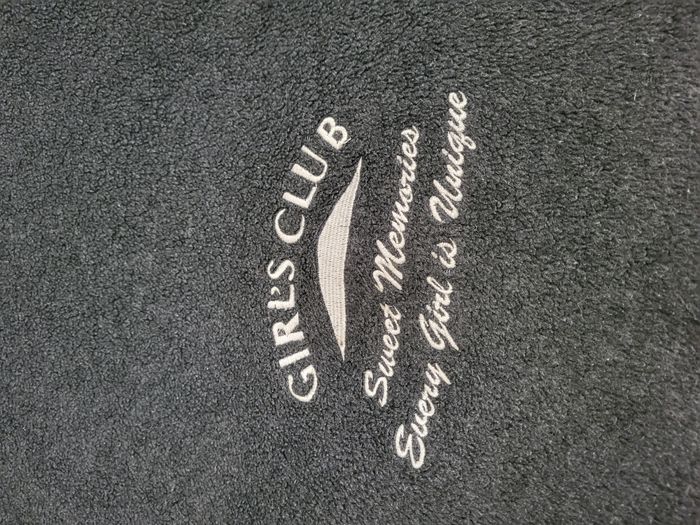 GIRL'S CLUB
Sweet Memories
Every Girl is Unique